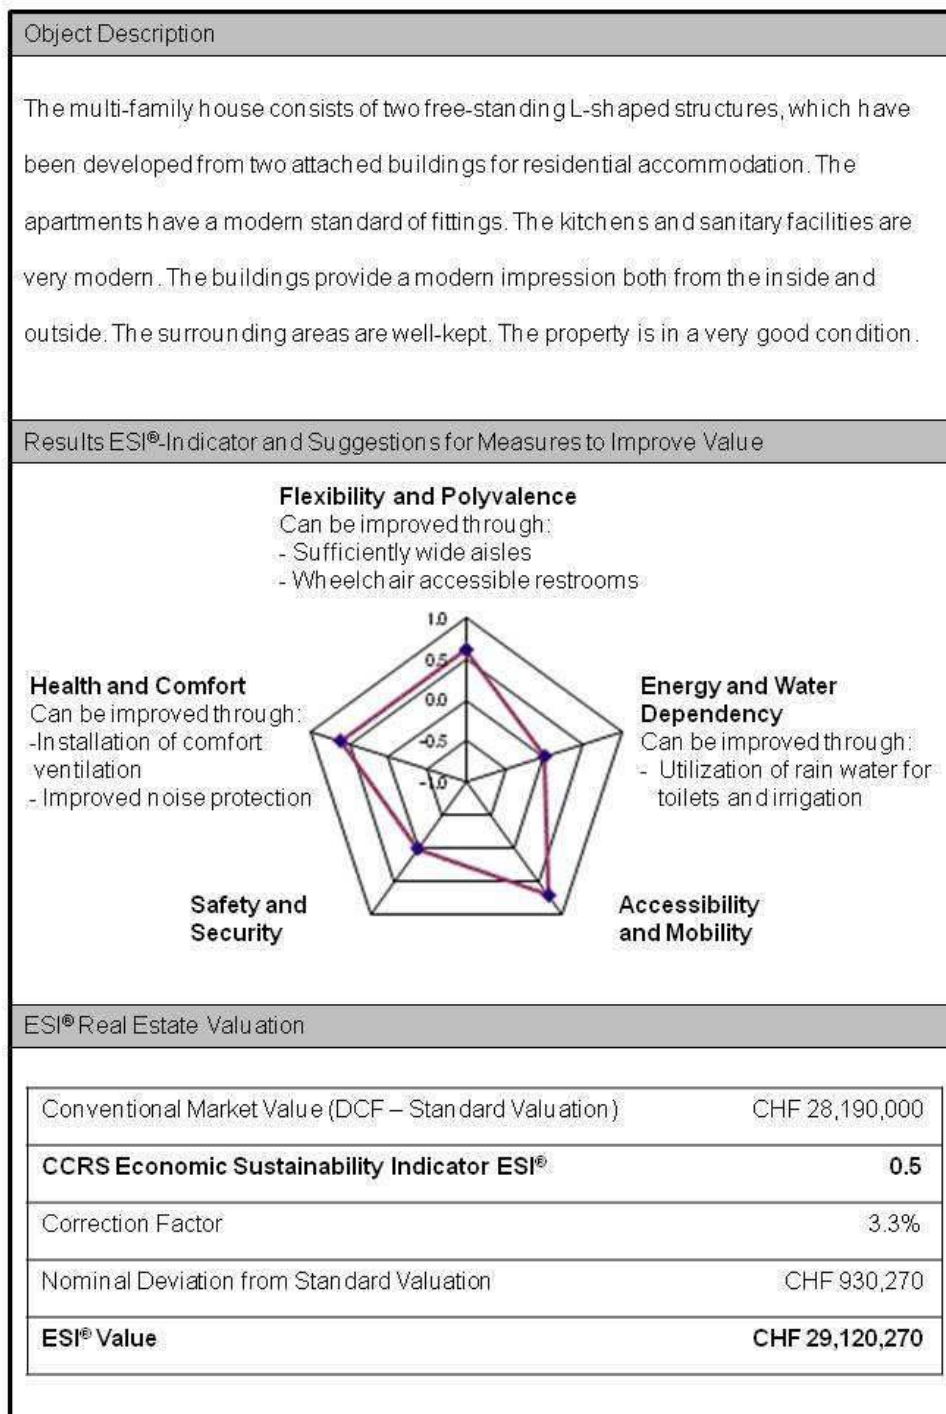 Object Description
The multi-family house consists of two free-standing L-shaped structures, which have
been developed from two attached buildings for residential accommodation. The
apartments have a modern standard of fittings. The kitchens and sanitary facilities are
very modern. The buildings provide a modern impression both from the inside and
outside. The surrounding areas are well-kept. The property is in a very good condition.
Results ESI®-Indicator and Suggestions for Measures to Improve Value
Flexibility and Polyvalence
Can be improved through:
- Sufficiently wide aisles
- Wheelchair accessible restrooms
1.0
0.5
0.0
-0.5
-1.0
Health and Comfort
Can be improved through:
-Installation of comfort
ventilation
- Improved noise protection
Energy and Water
Dependency
Can be improved through:
- Utilization of rain water for
toilets and irrigation
Safety and
Security
Accessibility
and Mobility
ESI® Real Estate Valuation
Conventional Market Value (DCF – Standard Valuation) CHF 28,190,000
CCRS Economic Sustainability Indicator ESI® 0.5
Correction Factor 3.3%
Nominal Deviation from Standard Valuation CHF 930,270
ESI® Value CHF 29,120,270